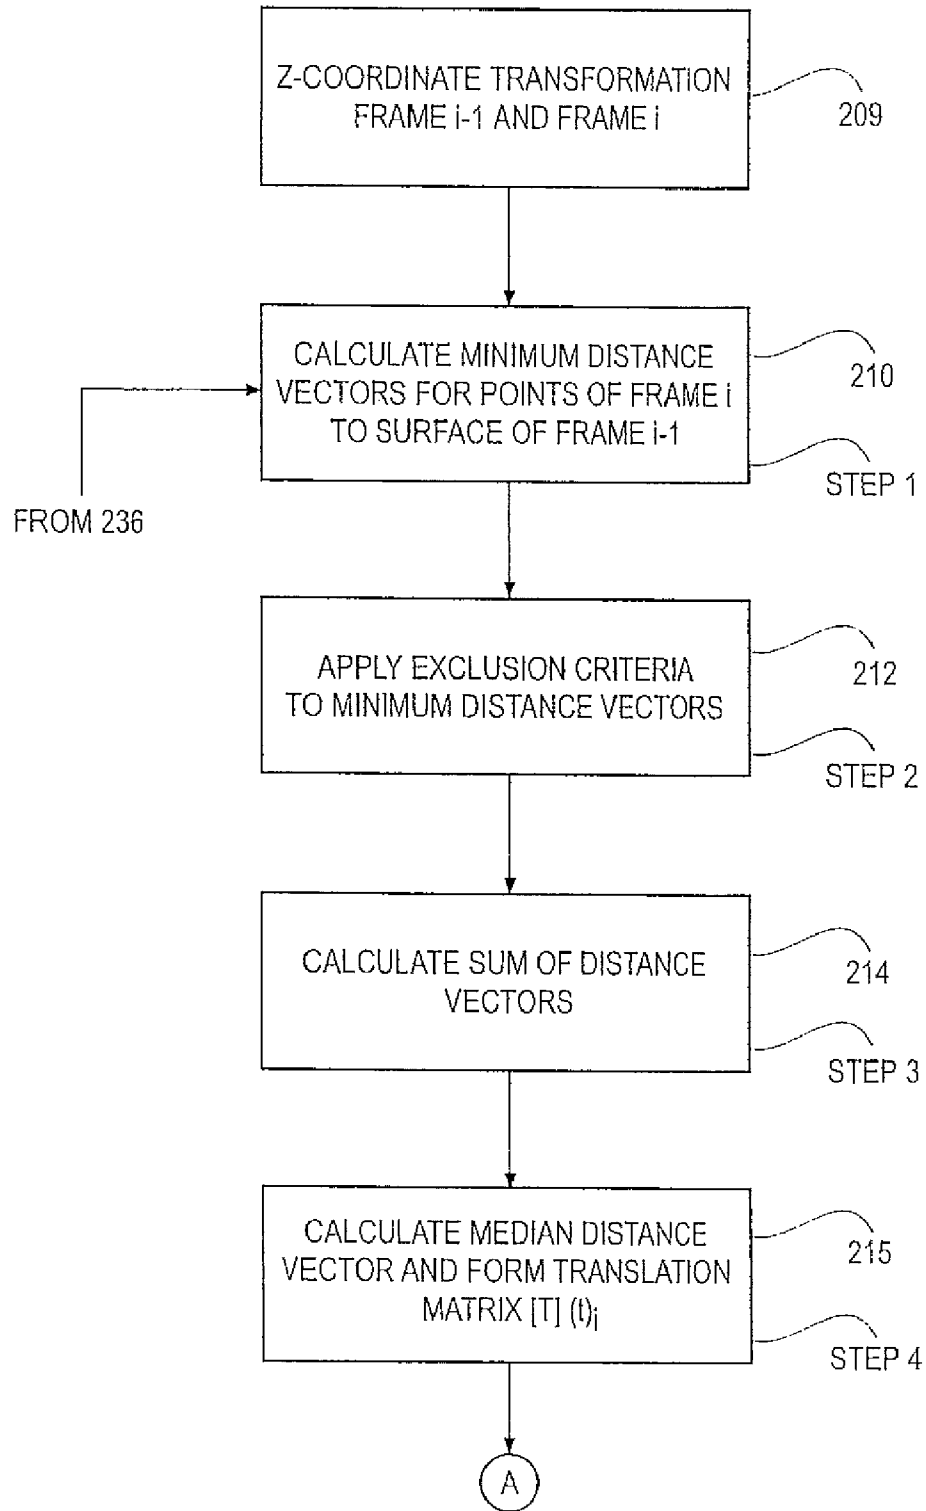 Z-COORDINATE TRANSFORMATION
FRAME i-1 AND FRAME i
209
CALCULATE MINIMUM DISTANCE
VECTORS FOR POINTS OF FRAME i
TO SURFACE OF FRAME i-1
210
STEP 1
FROM 236
APPLY EXCLUSION CRITERIA
TO MINIMUM DISTANCE VECTORS
212
STEP 2
CALCULATE SUM OF DISTANCE
VECTORS
214
STEP 3
CALCULATE MEDIAN DISTANCE
VECTOR AND FORM TRANSLATION
MATRIX [T] (t)i
215
STEP 4
A